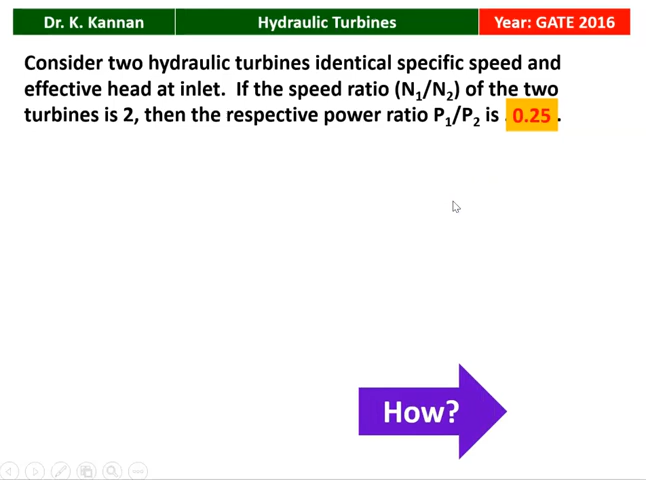 Dr. K. Kannan Hydraulic Turbines Year: GATE 2016
Consider two hydraulic turbines identical specific speed and
effective head at inlet. If the speed ratio (N₁/N₂) of the two
turbines is 2, then the respective power ratio P₁/P₂ is 0.25.
How?